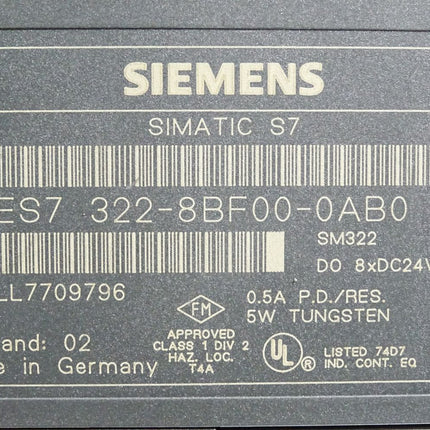 SIEMENS
SIMATIC S7
ES7 322-8BF00-0AB0
SM322
DO 8xDC24V
LL7709796
FM
0.5A P.D./RES.
5W TUNGSTEN
APPROVED
CLASS 1 DIV 2
HAZ. LOC.
T4A
and: 02
e in Germany
UL ®
LISTED 74D7
IND. CONT. EQ